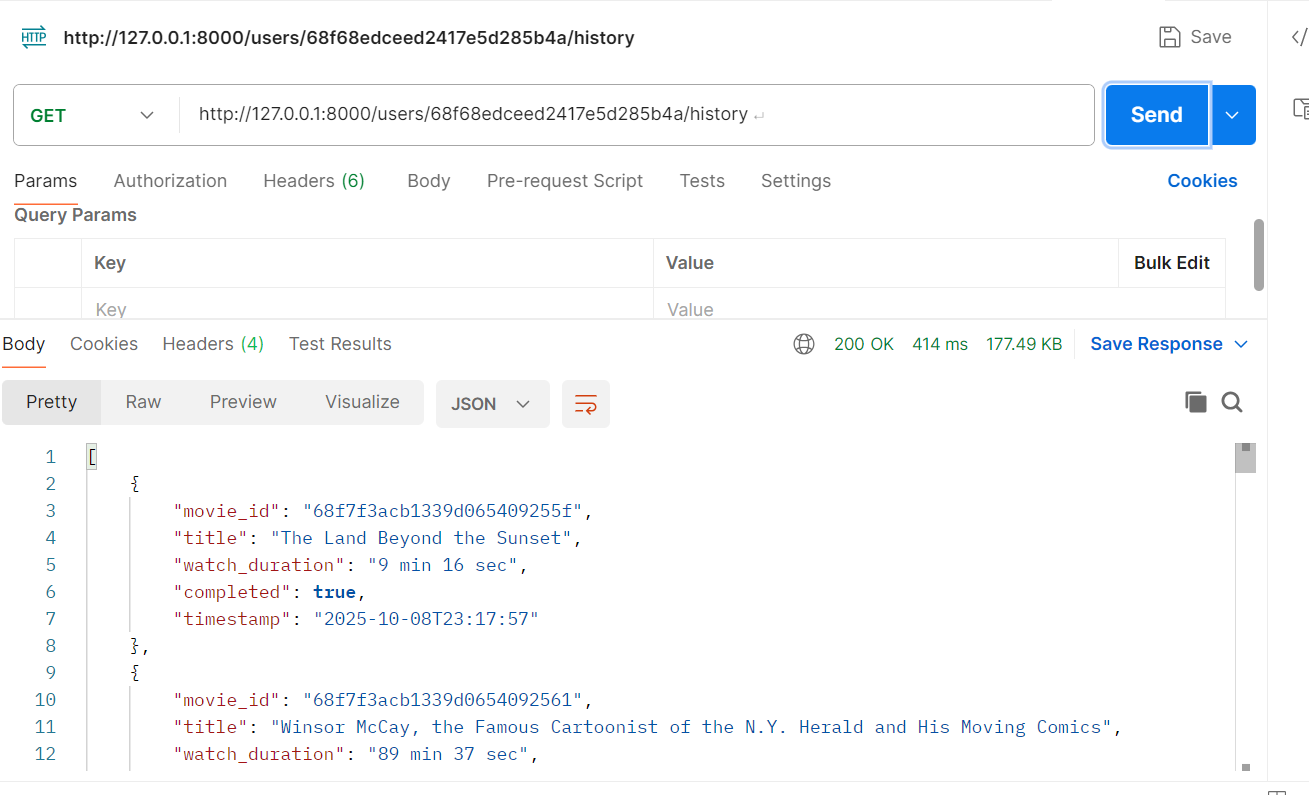 HTTP http://127.0.0.1:8000/users/68f68edceed2417e5d285b4a/history Save
GET http://127.0.0.1:8000/users/68f68edceed2417e5d285b4a/history Send
Params Authorization Headers (6) Body Pre-request Script Tests Settings Cookies
Query Params
Key Value Bulk Edit
Key Value
Body Cookies Headers (4) Test Results 200 OK 414 ms 177.49 KB Save Response
Pretty Raw Preview Visualize JSON
1 [
2 {
3 "movie_id": "68f7f3acb1339d065409255f",
4 "title": "The Land Beyond the Sunset",
5 "watch_duration": "9 min 16 sec",
6 "completed": true,
7 "timestamp": "2025-10-08T23:17:57"
8 },
9 {
10 "movie_id": "68f7f3acb1339d0654092561",
11 "title": "Winsor McCay, the Famous Cartoonist of the N.Y. Herald and His Moving Comics",
12 "watch_duration": "89 min 37 sec",